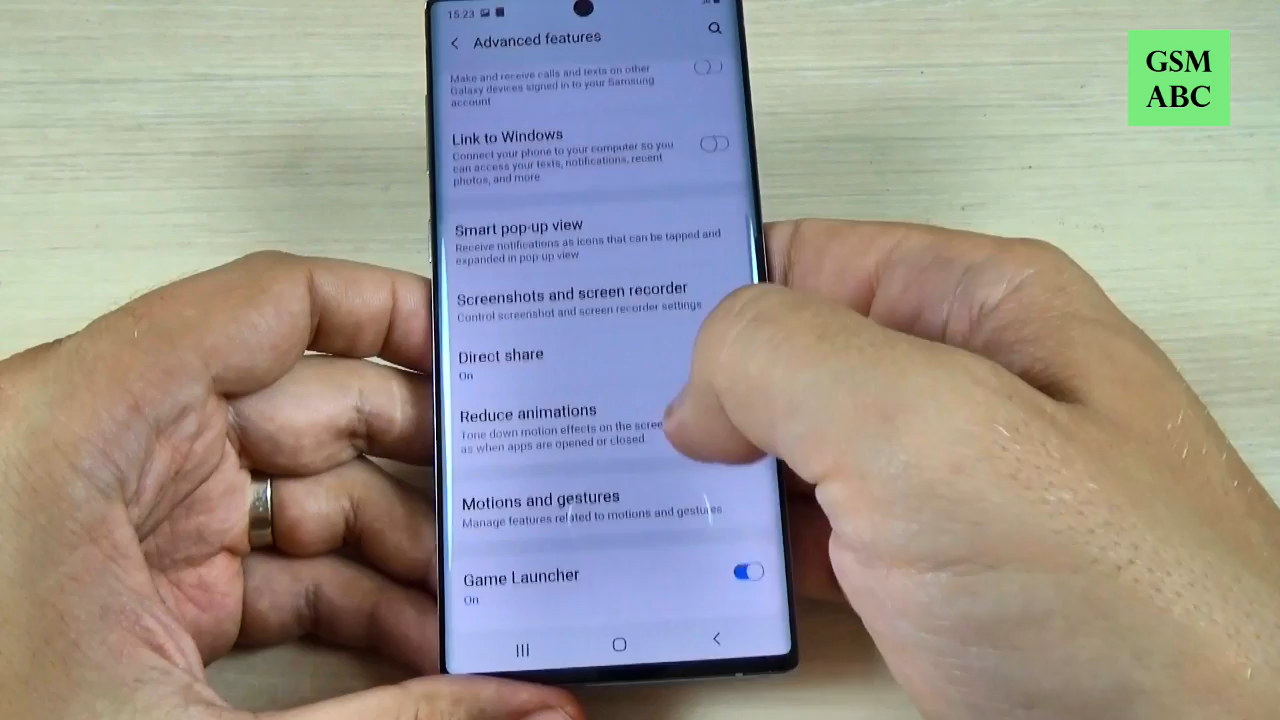 15:23
Advanced features
Make and receive calls and texts on other
Galaxy devices signed in to your Samsung
account
Link to Windows
Connect your phone to your computer so you
can access your texts, notifications, recent
photos, and more.
Smart pop-up view
Receive notifications as icons that can be tapped and
expanded in pop-up view
Screenshots and screen recorder
Control screenshot and screen recorder settings
Direct share
On
Reduce animations
Tone down motion effects on the
as when apps are opened or closed.
Motions and gestures
Manage features related to motions and gestures
Game Launcher
On
GSM
ABC